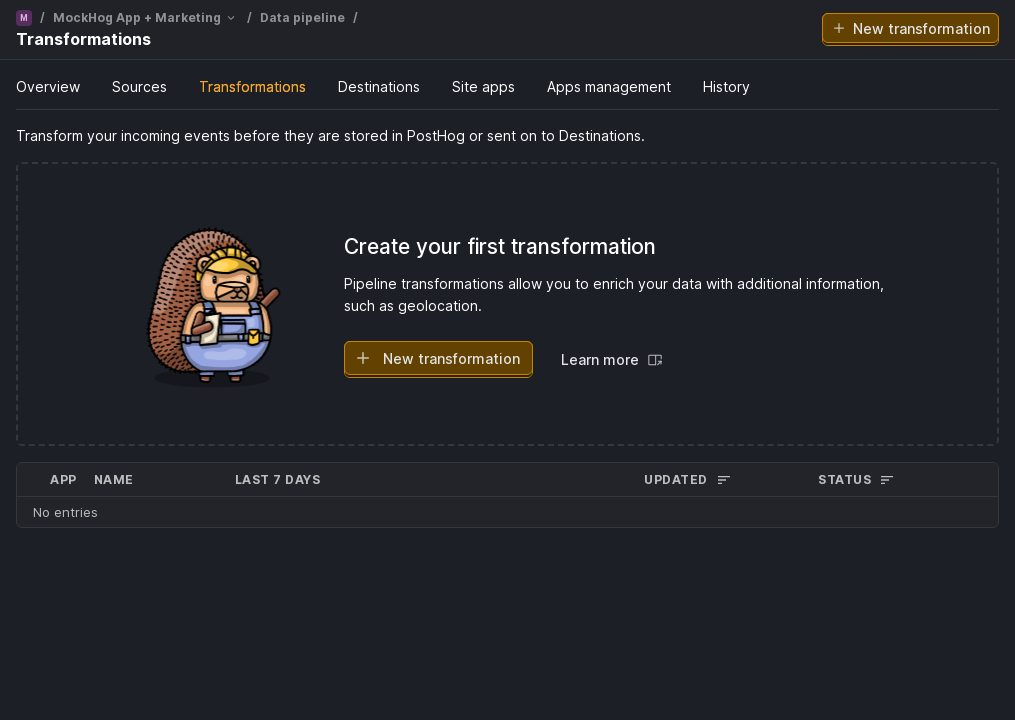 M / MockHog App + Marketing / Data pipeline /
Transformations
New transformation
Overview Sources Transformations Destinations Site apps Apps management History
Transform your incoming events before they are stored in PostHog or sent on to Destinations.
Create your first transformation
Pipeline transformations allow you to enrich your data with additional information,
such as geolocation.
New transformation Learn more
APP NAME LAST 7 DAYS UPDATED STATUS
No entries